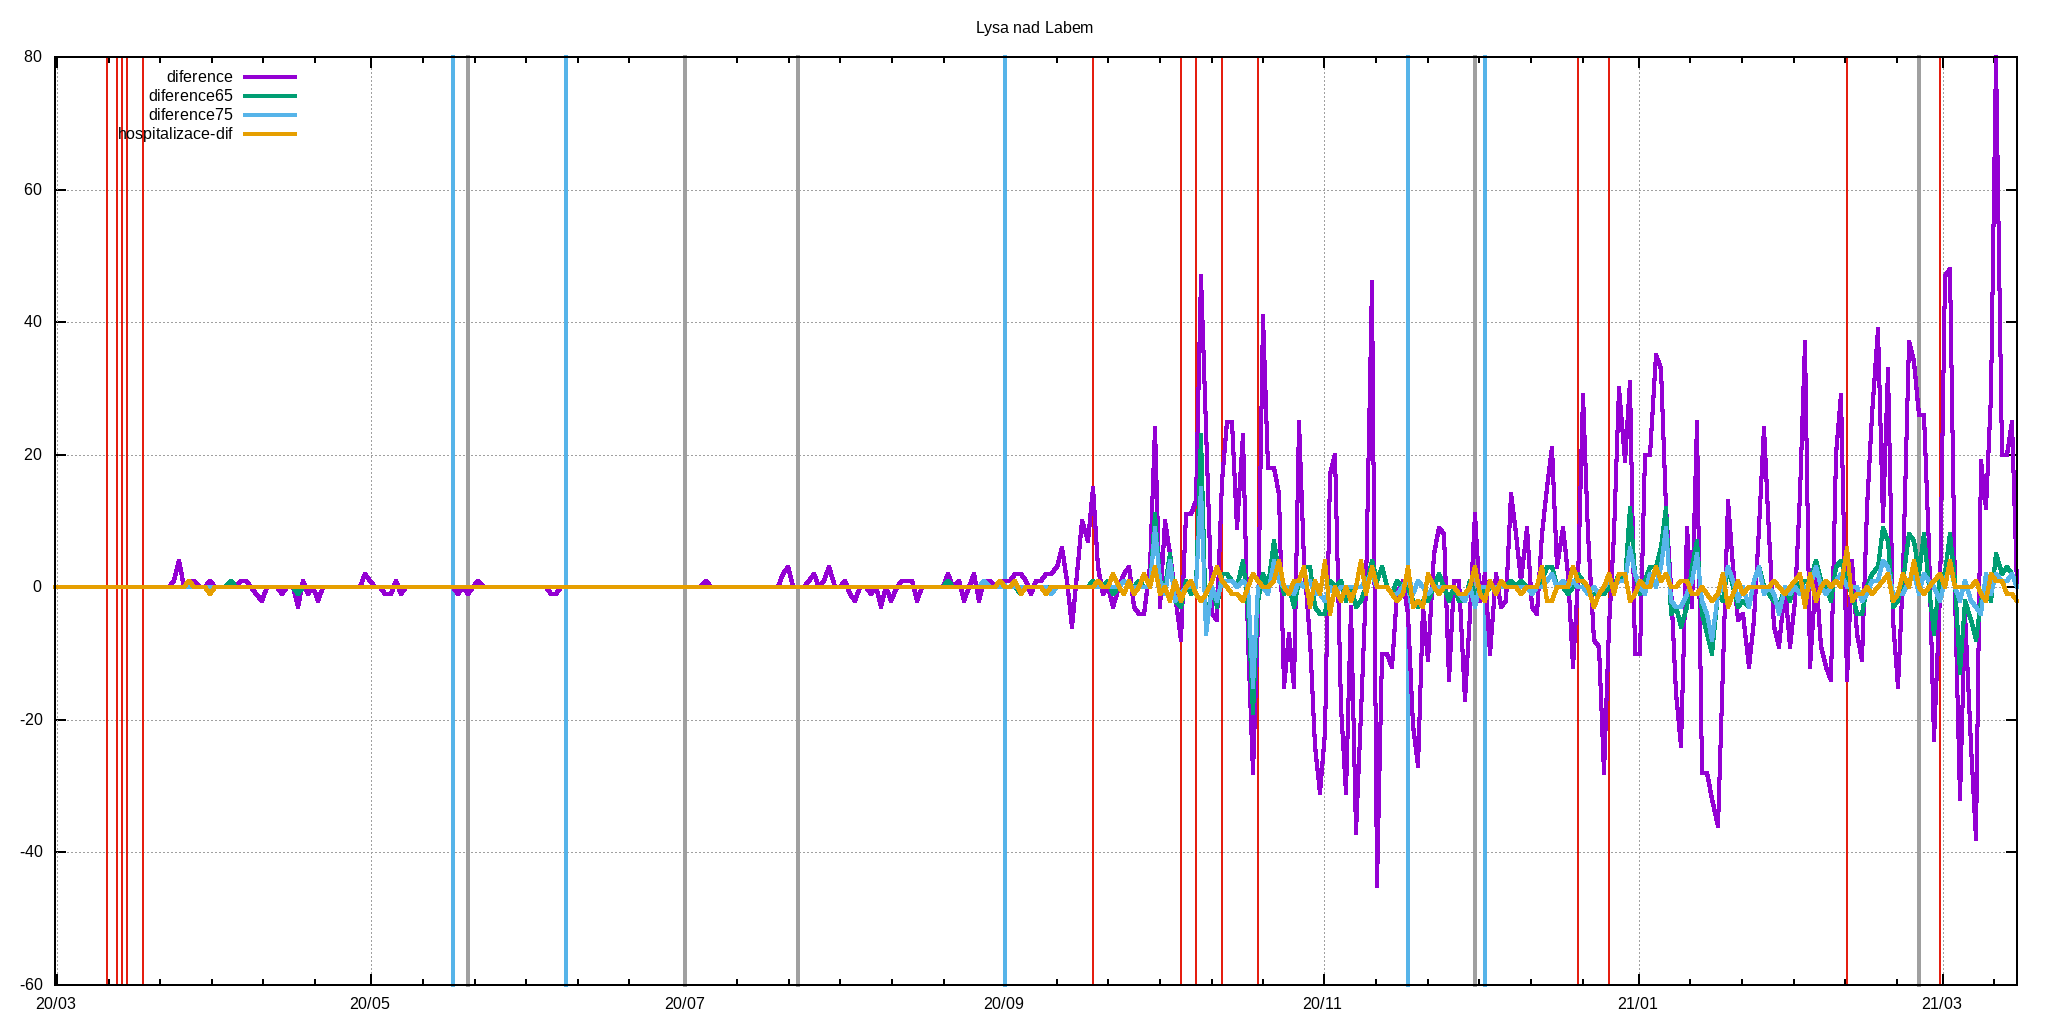 Lysa nad Labem
80
60
40
20
0
-20
-40
-60
diference
diference65
diference75
hospitalizace-dif
20/03 20/05 20/07 20/09 20/11 21/01 21/03